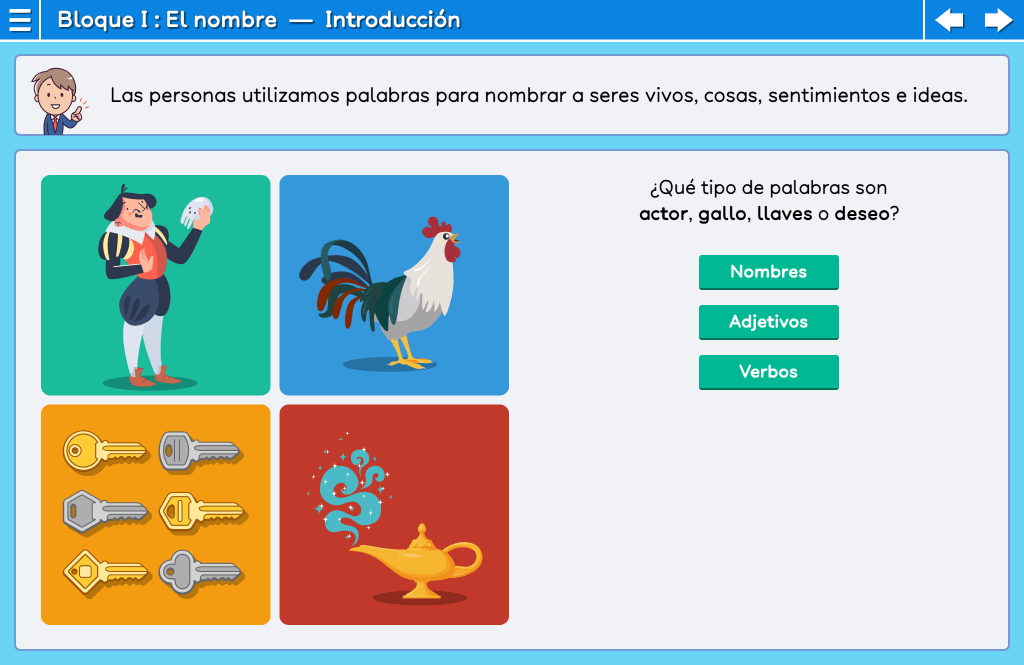 Bloque I : El nombre — Introducción
Las personas utilizamos palabras para nombrar a seres vivos, cosas, sentimientos e ideas.
¿Qué tipo de palabras son
actor, gallo, llaves o deseo?
Nombres
Adjetivos
Verbos